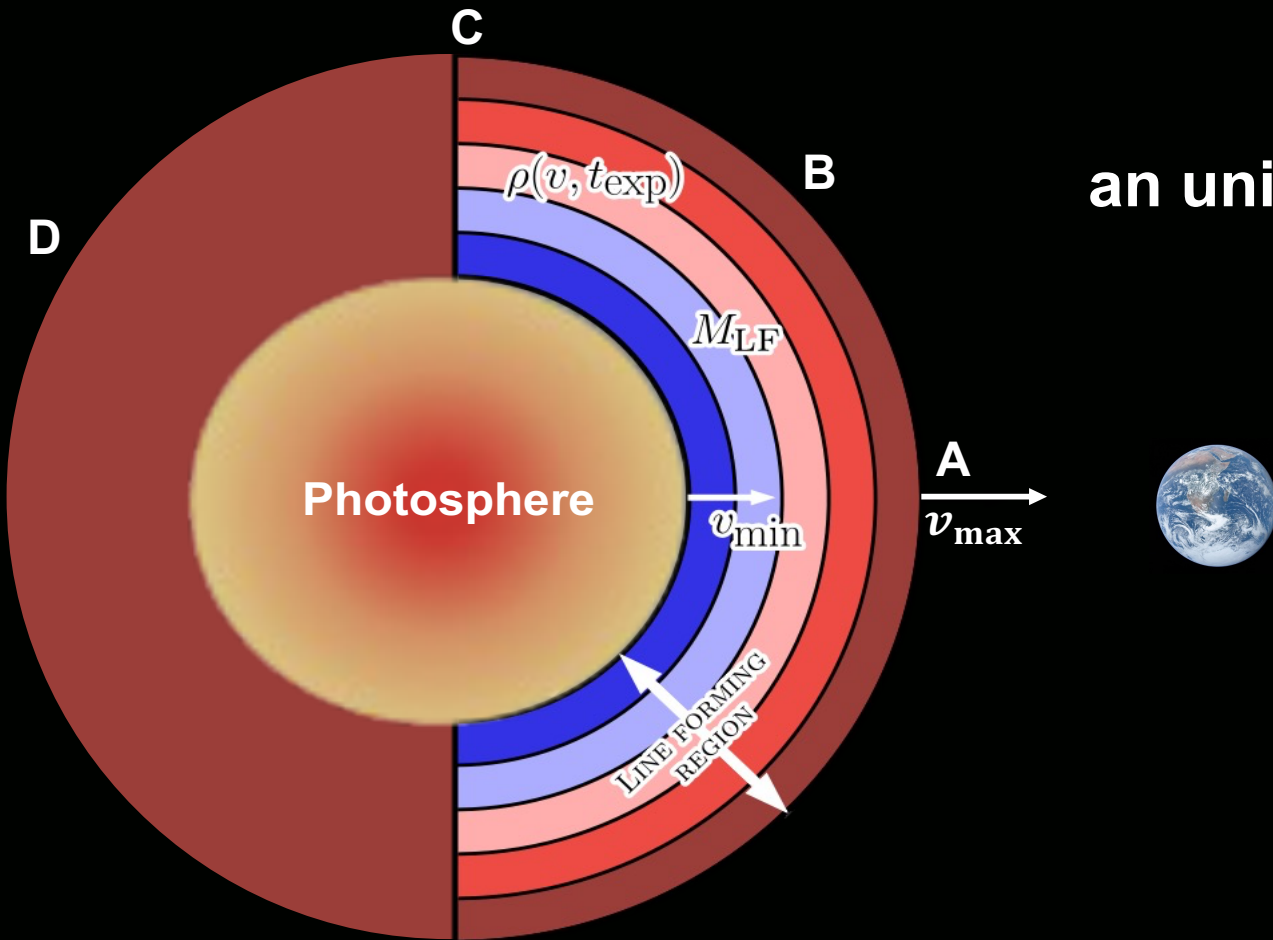 C
B
ρ(v, t_exp)
an uni
D
M_LF
A
Photosphere
v_min
v_max
LINE FORMING
REGION